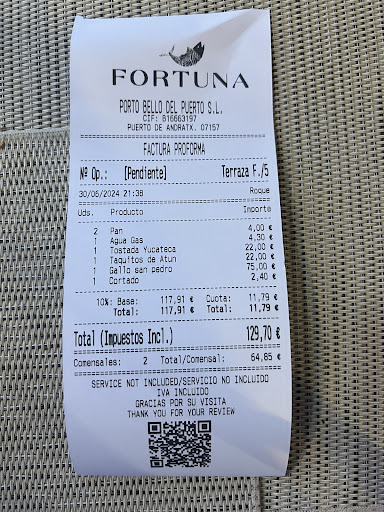 FORTUNA
PORTO BELLO DEL PUERTO S.L.
CIF: B16663197
PUERTO DE ANDRATX. 07157
FACTURA PROFORMA
Nº Op.: [Pendiente] Terraza F./5
30/06/2024 21:38 Roque
Uds. Producto Importe
2 Pan 4,00 €
1 Agua Gas 4,30 €
1 Tostada Yucateca 22,00 €
1 Taquitos de Atun 22,00 €
1 Gallo san pedro 75,00 €
1 Cortado 2,40 €
10%: Base: 117,91 € Cuota: 11,79 €
Total: 117,91 € Total: 11,79 €
Total (Impuestos Incl.) 129,70 €
Comensales: 2 Total/Comensal: 64,85 €
SERVICE NOT INCLUDED/SERVICIO NO INCLUIDO
IVA INCLUIDO
GRACIAS POR SU VISITA
THANK YOU FOR YOUR REVIEW